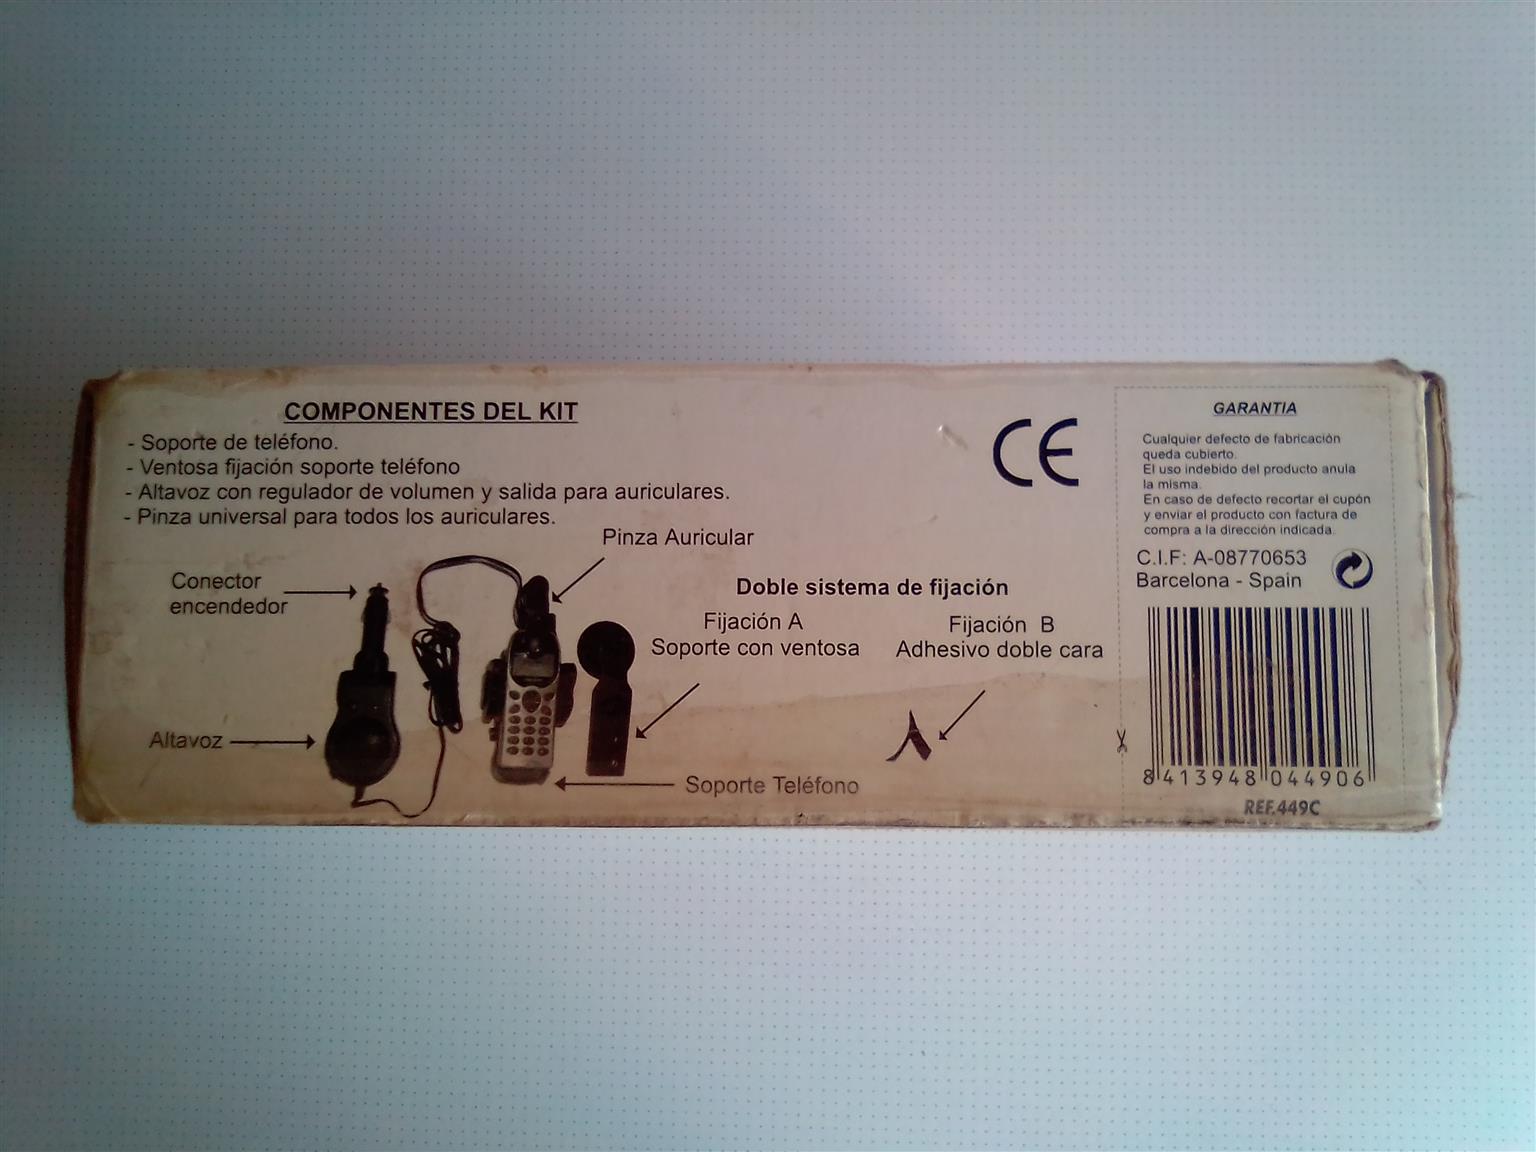 COMPONENTES DEL KIT
- Soporte de teléfono.
- Ventosa fijación soporte teléfono
- Altavoz con regulador de volumen y salida para auriculares.
- Pinza universal para todos los auriculares.
Pinza Auricular
Conector
encendedor
Altavoz
Doble sistema de fijación
Fijación A
Soporte con ventosa
Fijación B
Adhesivo doble cara
Soporte Teléfono
CE
GARANTIA
Cualquier defecto de fabricación
queda cubierto.
El uso indebido del producto anula
la misma.
En caso de defecto recortar el cupón
y enviar el producto con factura de
compra a la dirección indicada.
C.I.F: A-08770653
Barcelona - Spain
8 413948 044906
REF.449C